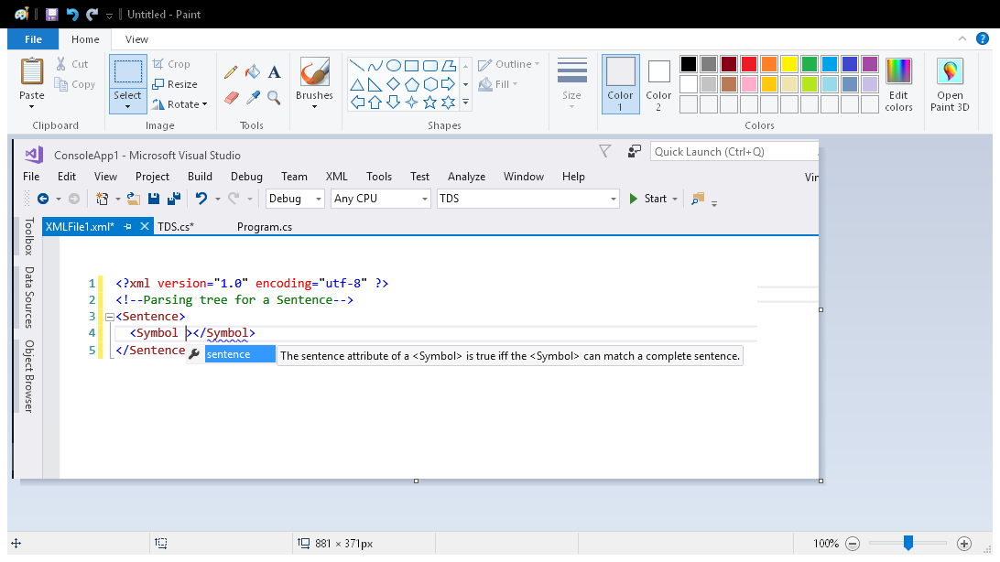 Untitled - Paint
File Home View
Paste Cut Copy
Select Crop Resize Rotate
Brushes
Outline Fill
Size
Color 1 Color 2
Edit colors
Open Paint 3D
Clipboard Image Tools Shapes Colors
ConsoleApp1 - Microsoft Visual Studio
Quick Launch (Ctrl+Q)
File Edit View Project Build Debug Team XML Tools Test Analyze Window Help
Vin
Debug Any CPU TDS Start
XMLFile1.xml* TDS.cs* Program.cs
Toolbox
Data Sources
Object Browser
1 <?xml version="1.0" encoding="utf-8" ?>
2 <!--Parsing tree for a Sentence-->
3 <Sentence>
4 <Symbol ></Symbol>
5 </Sentence
sentence
The sentence attribute of a <Symbol> is true iff the <Symbol> can match a complete sentence.
881 × 371px
100%